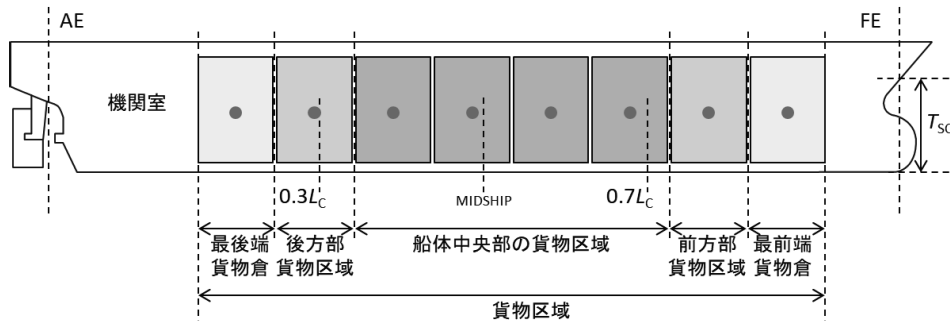 AE
FE
機関室
T_SC
0.3L_C
MIDSHIP
0.7L_C
最後端
貨物倉
後方部
貨物区域
船体中央部の貨物区域
前方部
貨物区域
最前端
貨物倉
貨物区域